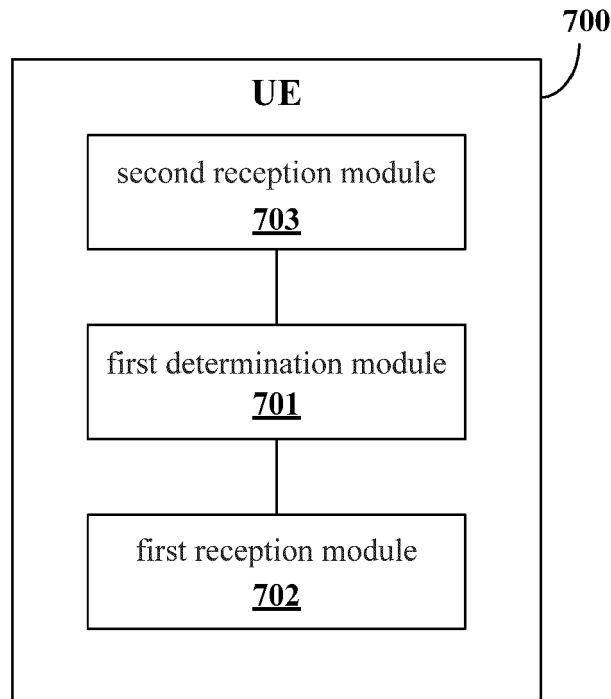 700
UE
second reception module
703
first determination module
701
first reception module
702